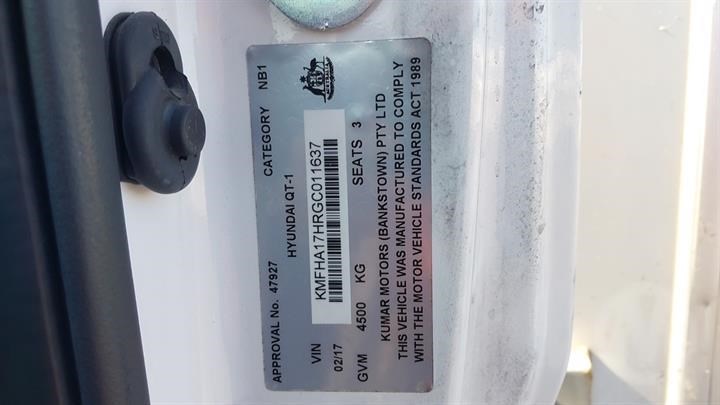 APPROVAL No. 47927 CATEGORY NB1
HYUNDAI QT-1
VIN KMFHA17HRGC011637
02/17
GVM 4500 KG SEATS 3
KUMAR MOTORS (BANKSTOWN) PTY LTD
THIS VEHICLE WAS MANUFACTURED TO COMPLY
WITH THE MOTOR VEHICLE STANDARDS ACT 1989